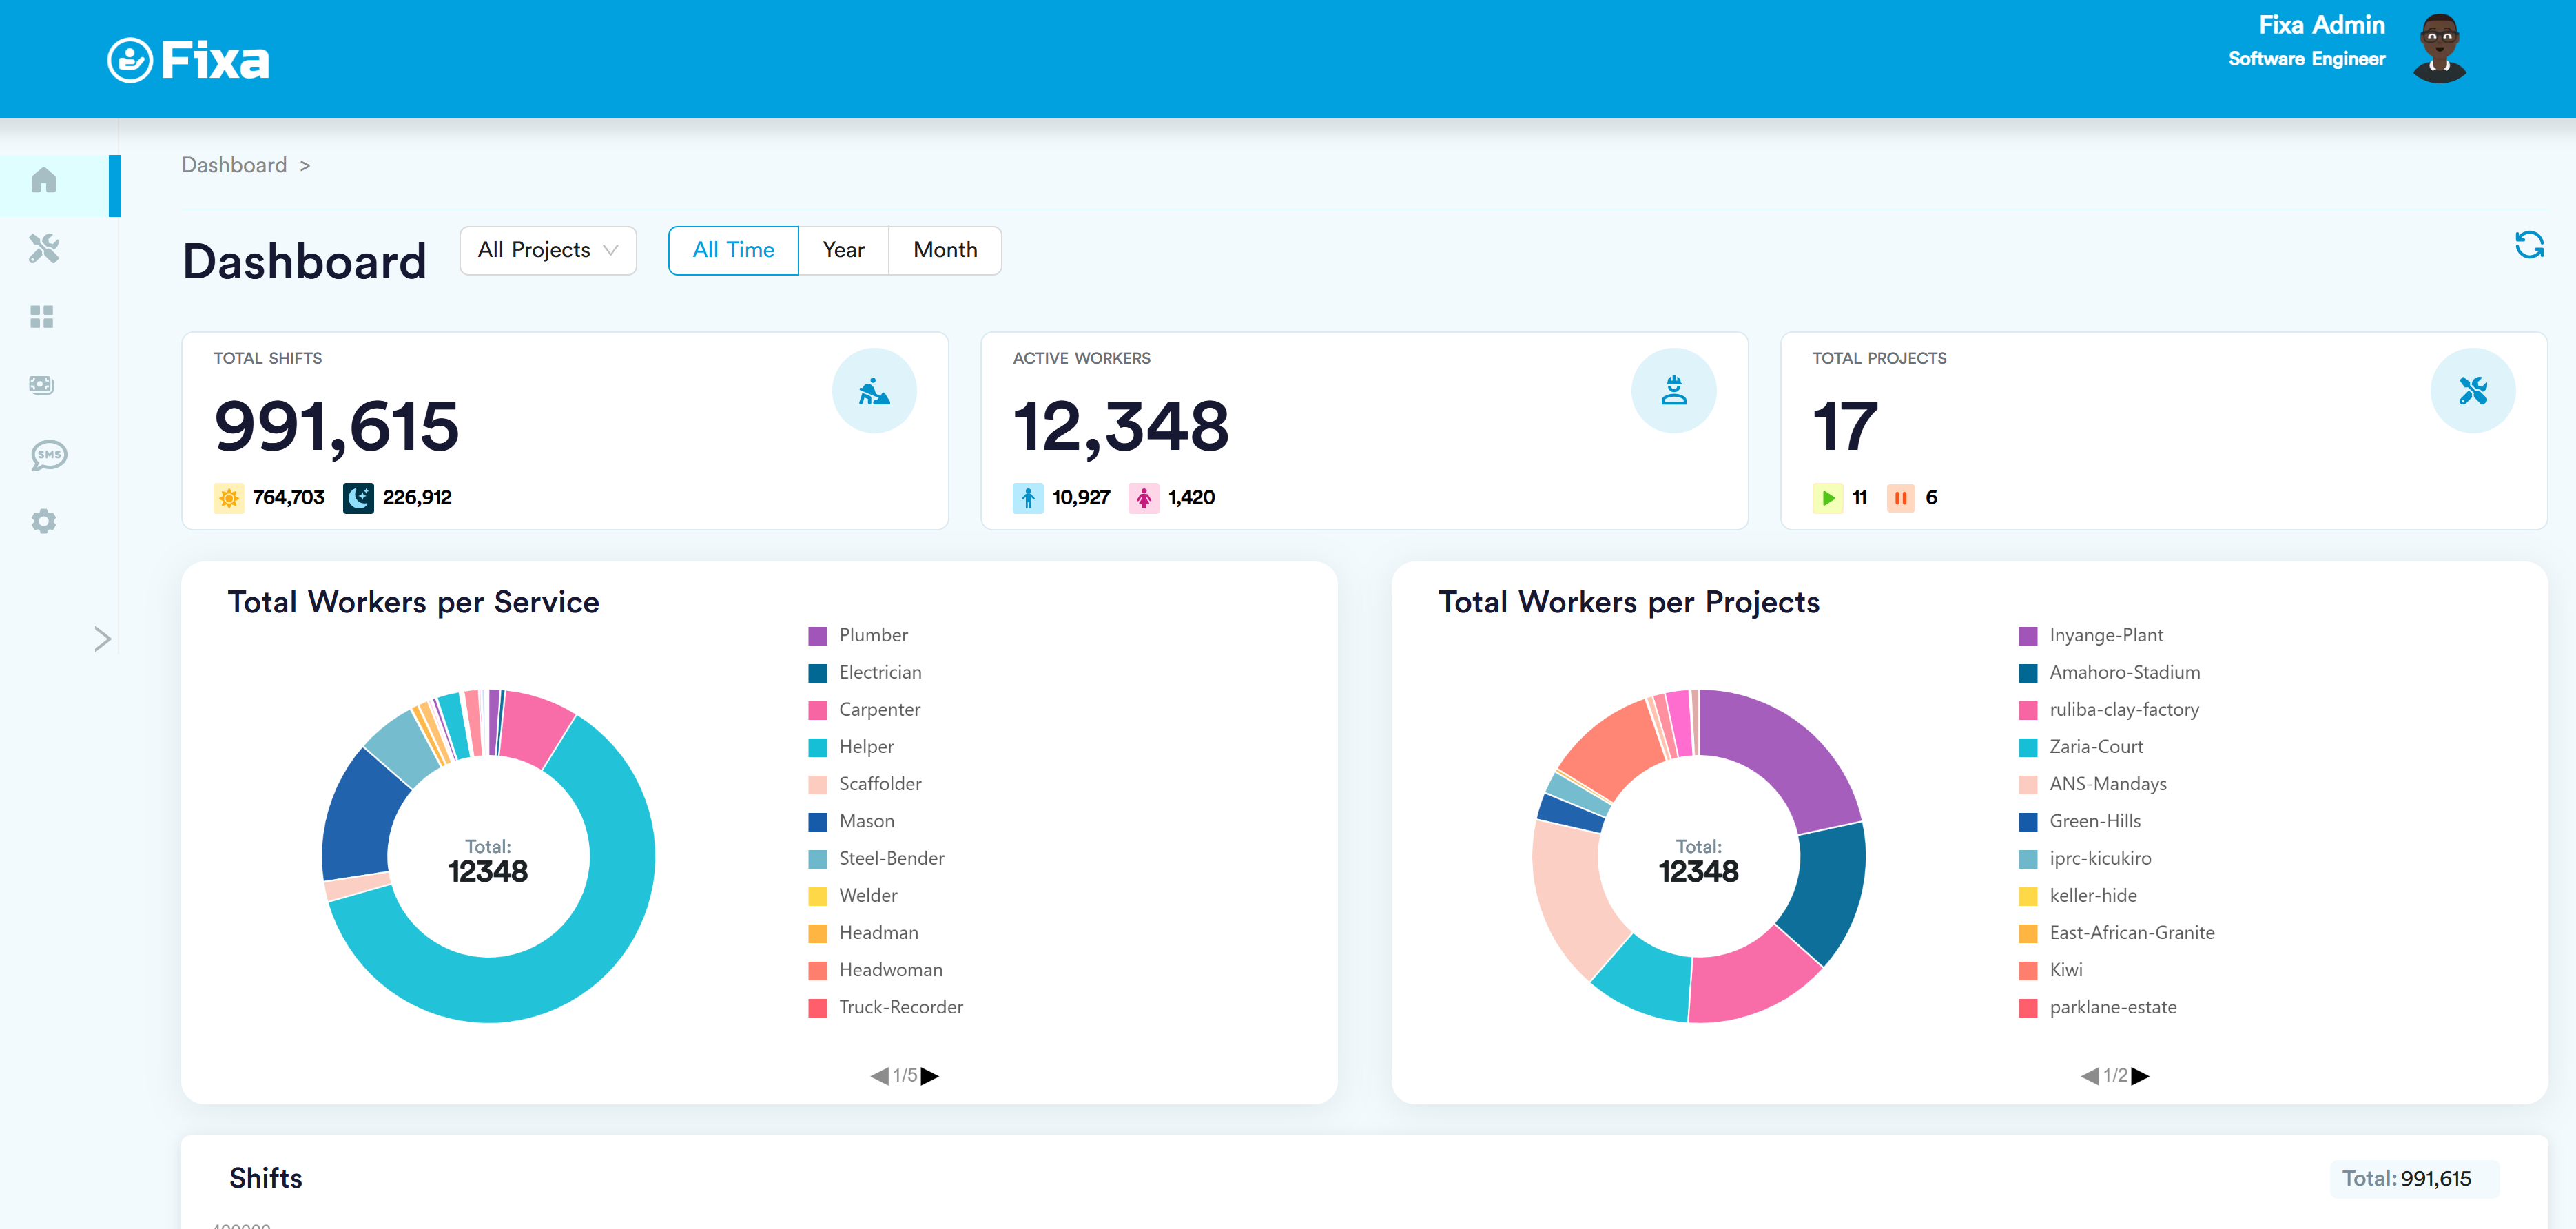 Fixa
Fixa Admin
Software Engineer
Dashboard >
Dashboard
All Projects
All Time
Year
Month
TOTAL SHIFTS
991,615
764,703
226,912
ACTIVE WORKERS
12,348
10,927
1,420
TOTAL PROJECTS
17
11
6
SMS
Total Workers per Service
Total:
12348
Plumber
Electrician
Carpenter
Helper
Scaffolder
Mason
Steel-Bender
Welder
Headman
Headwoman
Truck-Recorder
1/5
Total Workers per Projects
Total:
12348
Inyange-Plant
Amahoro-Stadium
ruliba-clay-factory
Zaria-Court
ANS-Mandays
Green-Hills
iprc-kicukiro
keller-hide
East-African-Granite
Kiwi
parklane-estate
1/2
Shifts
Total: 991,615